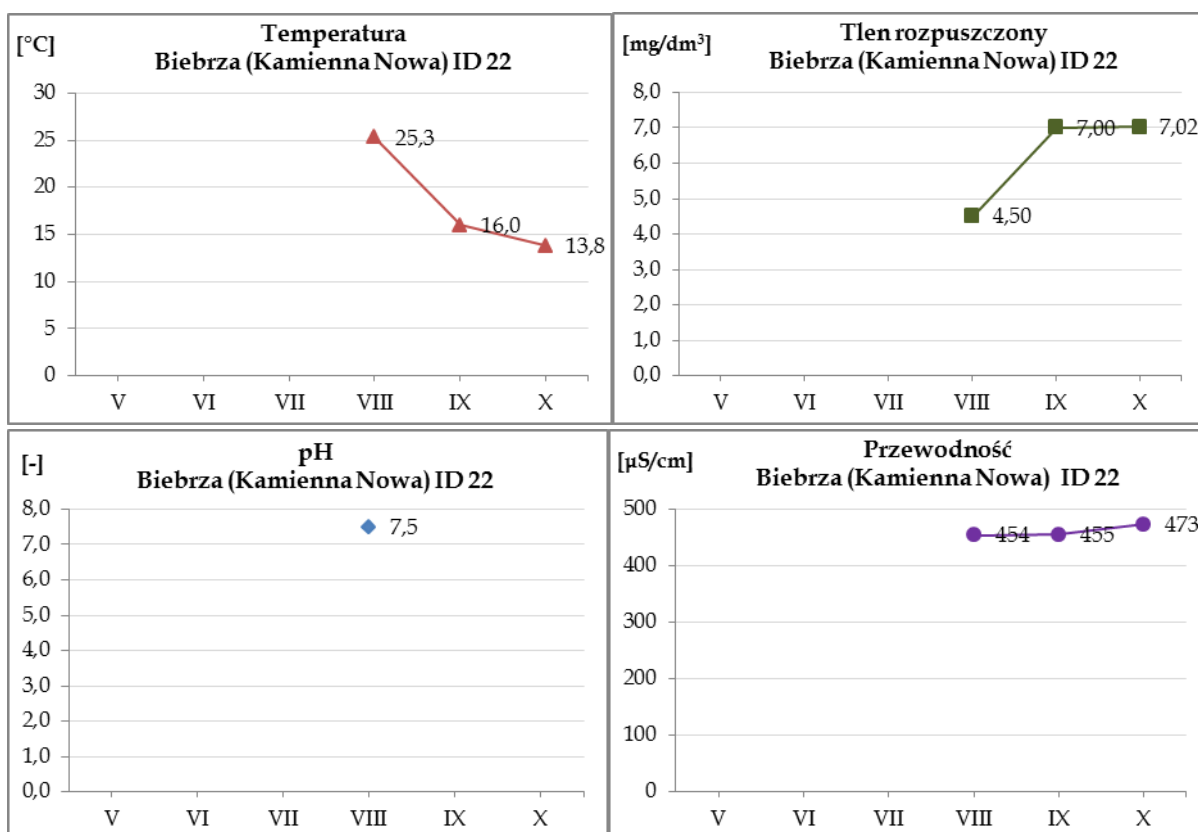 [°C]
Temperatura
Biebrza (Kamienna Nowa) ID 22
30
25
20
15
10
5
0
25,3
16,0
13,8
V VI VII VIII IX X
[mg/dm³]
Tlen rozpuszczony
Biebrza (Kamienna Nowa) ID 22
8,0
7,0
6,0
5,0
4,0
3,0
2,0
1,0
0,0
4,50
7,00
7,02
V VI VII VIII IX X
[-]
pH
Biebrza (Kamienna Nowa) ID 22
8,0
7,0
6,0
5,0
4,0
3,0
2,0
1,0
0,0
7,5
V VI VII VIII IX X
[µS/cm]
Przewodność
Biebrza (Kamienna Nowa) ID 22
500
400
300
200
100
0
454
455
473
V VI VII VIII IX X